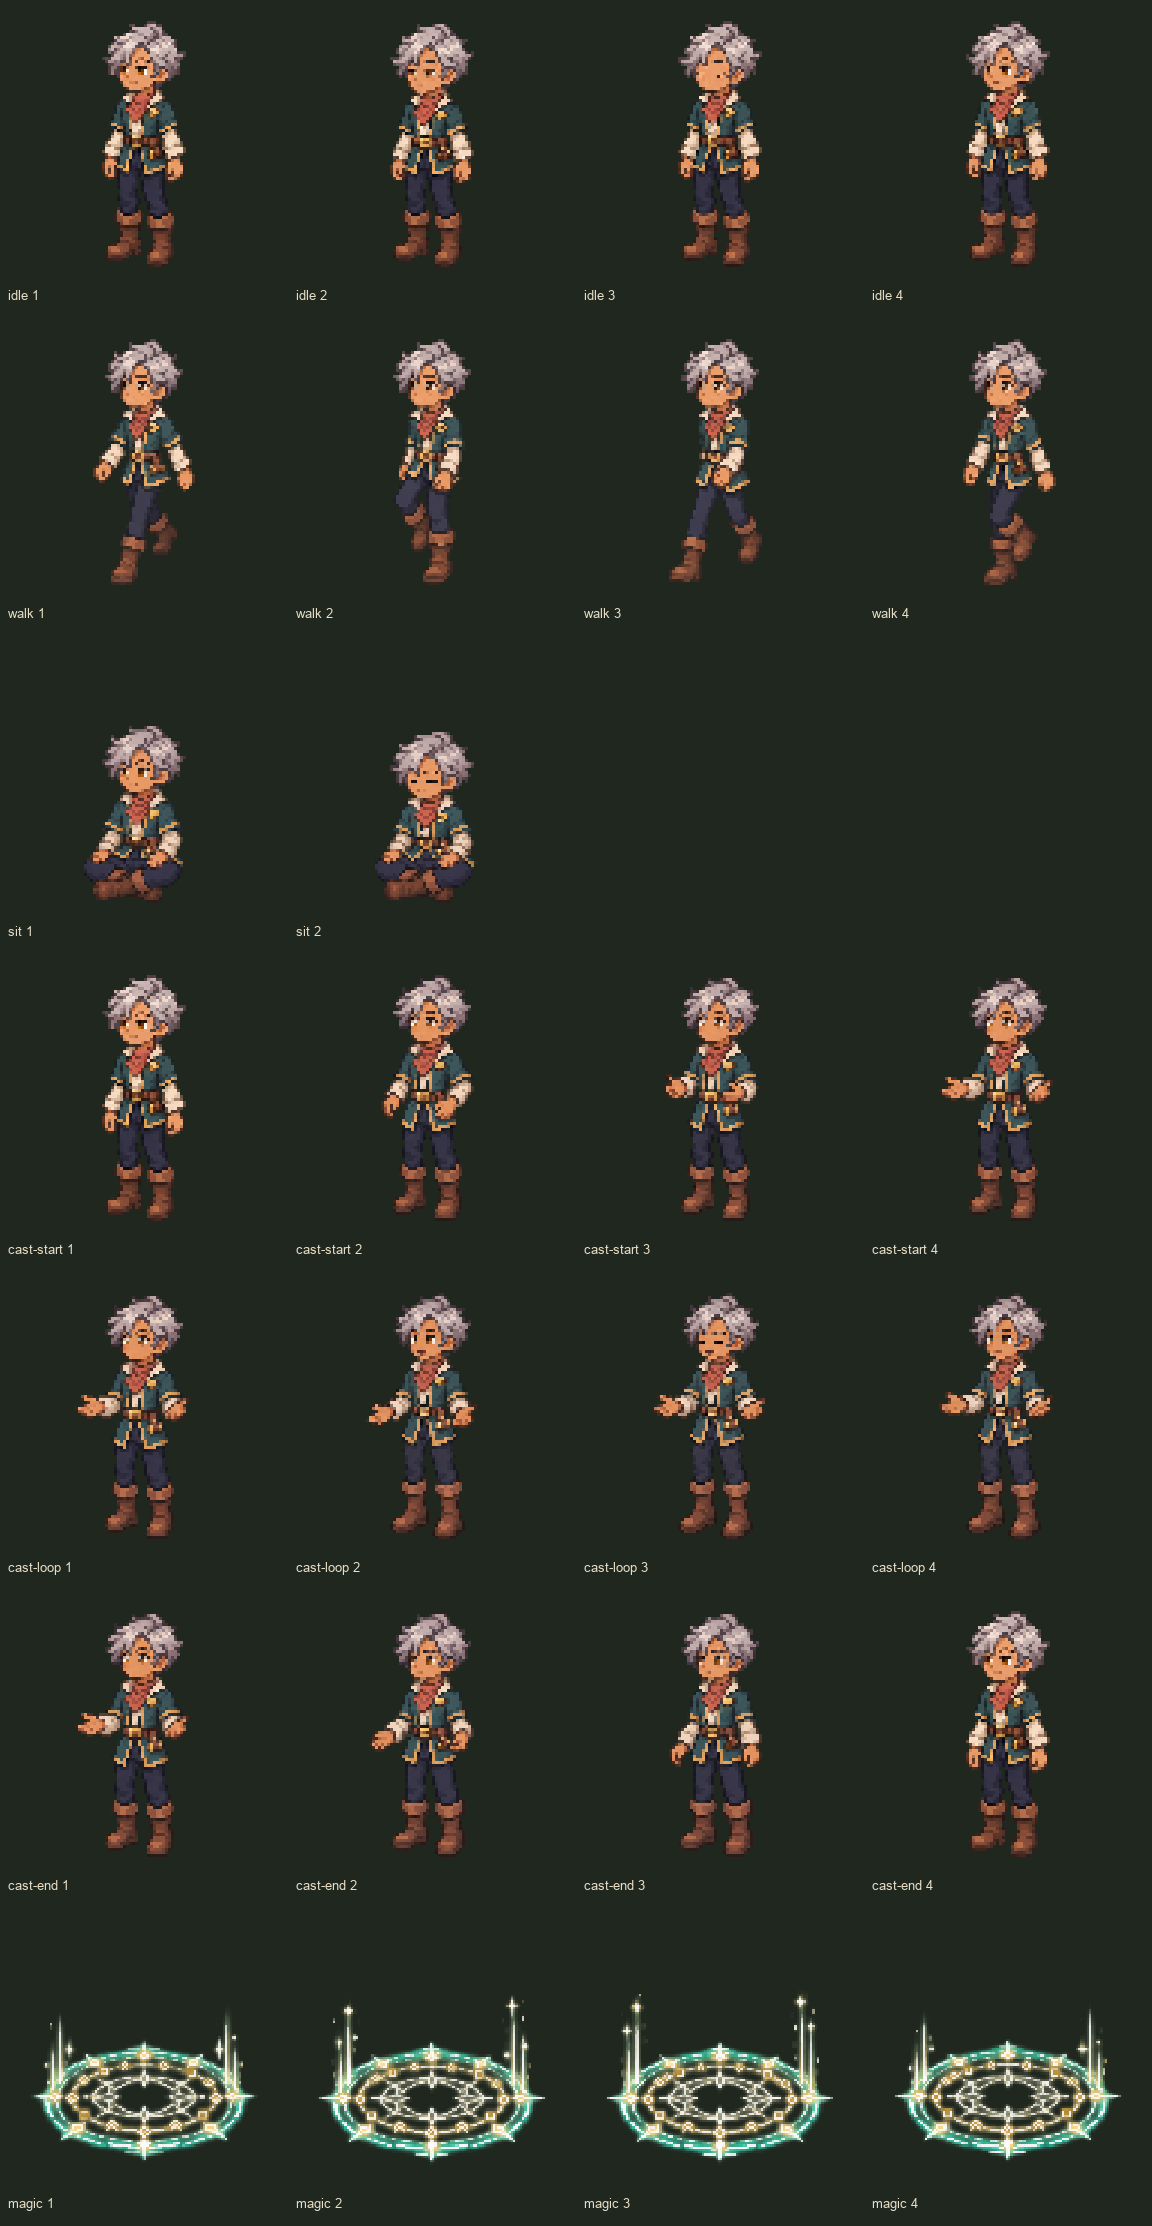 idle 1
idle 2
idle 3
idle 4
walk 1
walk 2
walk 3
walk 4
sit 1
sit 2
cast-start 1
cast-start 2
cast-start 3
cast-start 4
cast-loop 1
cast-loop 2
cast-loop 3
cast-loop 4
cast-end 1
cast-end 2
cast-end 3
cast-end 4
magic 1
magic 2
magic 3
magic 4